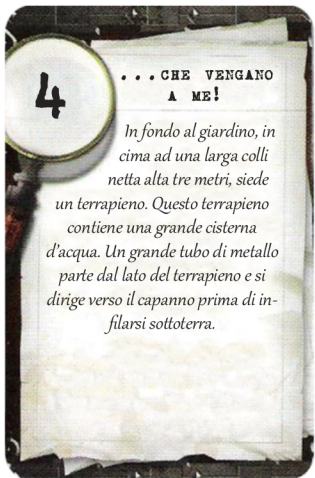 4
...CHE VENGANO
A ME!
In fondo al giardino, in
cima ad una larga colli
netta alta tre metri, siede
un terrapieno. Questo terrapieno
contiene una grande cisterna
d'acqua. Un grande tubo di metallo
parte dal lato del terrapieno e si
dirige verso il capanno prima di in-
filarsi sottoterra.